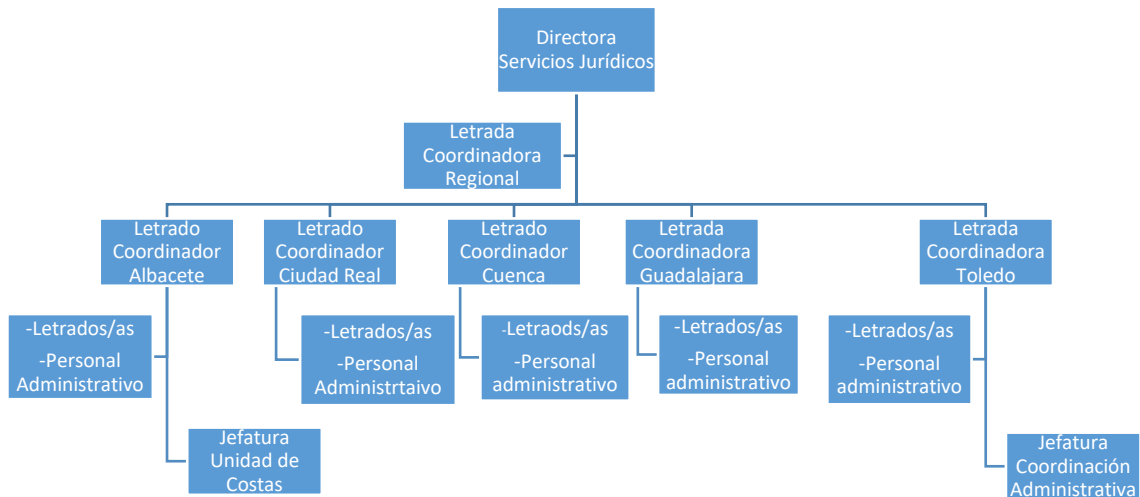 Directora
Servicios Jurídicos
Letrada
Coordinadora
Regional
Letrado
Coordinador
Albacete
Letrado
Coordinador
Ciudad Real
Letrado
Coordinador
Cuenca
Letrada
Coordinadora
Guadalajara
Letrada
Coordinadora
Toledo
-Letrados/as
-Personal
Administrativo
-Letrados/as
-Personal
Administrtaivo
-Letraods/as
-Personal
administrativo
-Letrados/as
-Personal
administrativo
-Letrados/as
-Personal
administrativo
Jefatura
Unidad de
Costas
Jefatura
Coordinación
Administrativa